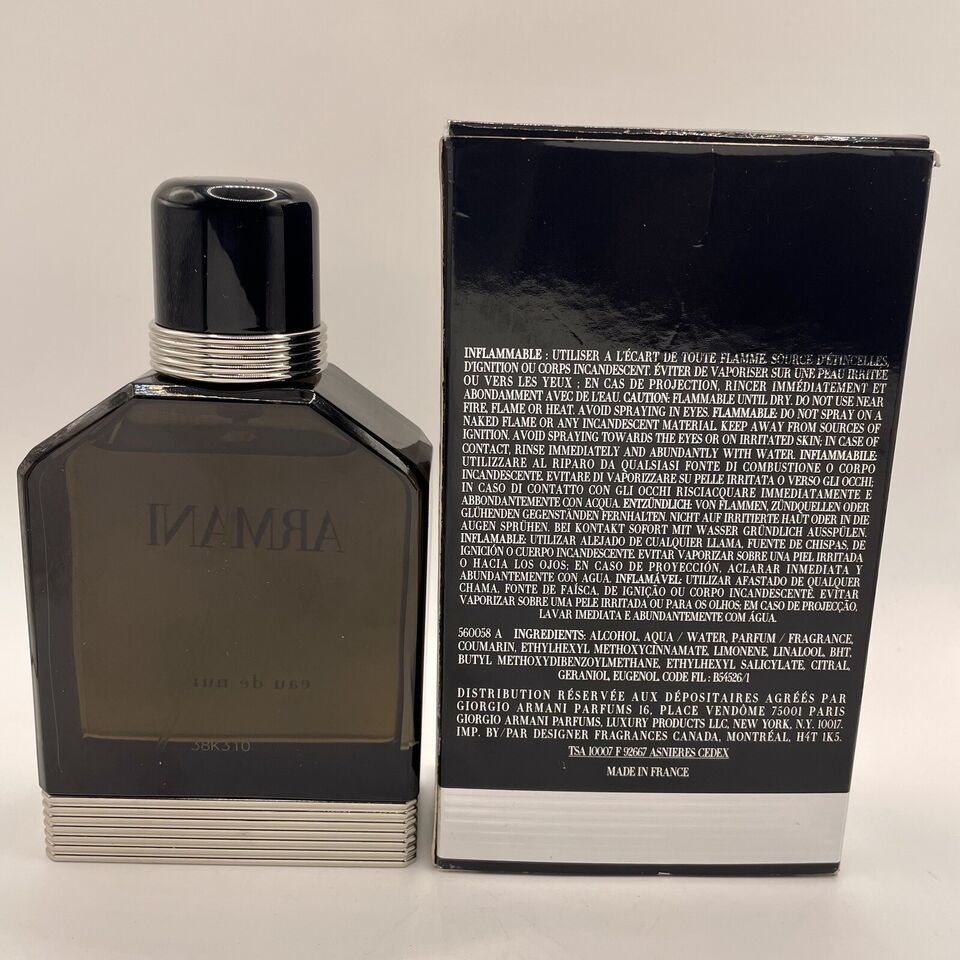 ARMANI
eau de nuit
38K310
INFLAMMABLE : UTILISER A L'ÉCART DE TOUTE FLAMME. SOURCE D'ÉTINCELLES,
D'IGNITION OU CORPS INCANDESCENT. ÉVITER DE VAPORISER SUR UNE PEAU IRRITÉE
OU VERS LES YEUX ; EN CAS DE PROJECTION, RINCER IMMÉDIATEMENT ET
ABONDAMMENT AVEC DE L'EAU. CAUTION: FLAMMABLE UNTIL DRY. DO NOT USE NEAR
FIRE, FLAME OR HEAT. AVOID SPRAYING IN EYES. FLAMMABLE: DO NOT SPRAY ON A
NAKED FLAME OR ANY INCANDESCENT MATERIAL. KEEP AWAY FROM SOURCES OF
IGNITION. AVOID SPRAYING TOWARDS THE EYES OR ON IRRITATED SKIN; IN CASE OF
CONTACT, RINSE IMMEDIATELY AND ABUNDANTLY WITH WATER. INFIAMMABILE:
UTILIZZARE AL RIPARO DA QUALSIASI FONTE DI COMBUSTIONE O CORPO
INCANDESCENTE. EVITARE DI VAPORIZZARE SU PELLE IRRITATA O VERSO GLI OCCHI;
IN CASO DI CONTATTO CON GLI OCCHI RISCIACQUARE IMMEDIATAMENTE E
ABBONDANTEMENTE CON ACQUA. ENTZÜNDLICH: VON FLAMMEN, ZÜNDQUELLEN ODER
GLÜHENDEN GEGENSTÄNDEN FERNHALTEN. NICHT AUF IRRITIERTE HAUT ODER IN DIE
AUGEN SPRÜHEN. BEI KONTAKT SOFORT MIT WASSER GRÜNDLICH AUSSPÜLEN.
INFLAMABLE: UTILIZAR ALEJADO DE CUALQUIER LLAMA, FUENTE DE CHISPAS, DE
IGNICIÓN O CUERPO INCANDESCENTE. EVITAR VAPORIZAR SOBRE UNA PIEL IRRITADA
O HACIA LOS OJOS; EN CASO DE PROYECCIÓN, ACLARAR INMEDIATA Y
ABUNDANTEMENTE CON AGUA. INFLAMÁVEL: UTILIZAR AFASTADO DE QUALQUER
CHAMA, FONTE DE FAÍSCA, DE IGNIÇÃO OU CORPO INCANDESCENTE. EVITAR
VAPORIZAR SOBRE UMA PELE IRRITADA OU PARA OS OLHOS; EM CASO DE PROJECÇÃO,
LAVAR IMEDIATA E ABUNDANTEMENTE COM ÁGUA.
560058 A INGREDIENTS: ALCOHOL, AQUA / WATER, PARFUM / FRAGRANCE,
COUMARIN, ETHYLHEXYL METHOXYCINNAMATE, LIMONENE, LINALOOL, BHT,
BUTYL METHOXYDIBENZOYLMETHANE, ETHYLHEXYL SALICYLATE, CITRAL,
GERANIOL, EUGENOL CODE FIL : B54526/1
DISTRIBUTION RÉSERVÉE AUX DÉPOSITAIRES AGRÉÉS PAR
GIORGIO ARMANI PARFUMS 16, PLACE VENDÔME 75001 PARIS
GIORGIO ARMANI PARFUMS, LUXURY PRODUCTS LLC, NEW YORK, N.Y. 10017.
IMP. BY/PAR DESIGNER FRAGRANCES CANADA, MONTRÉAL, H4T 1K5.
TSA 10007 F 92667 ASNIERES CEDEX
MADE IN FRANCE